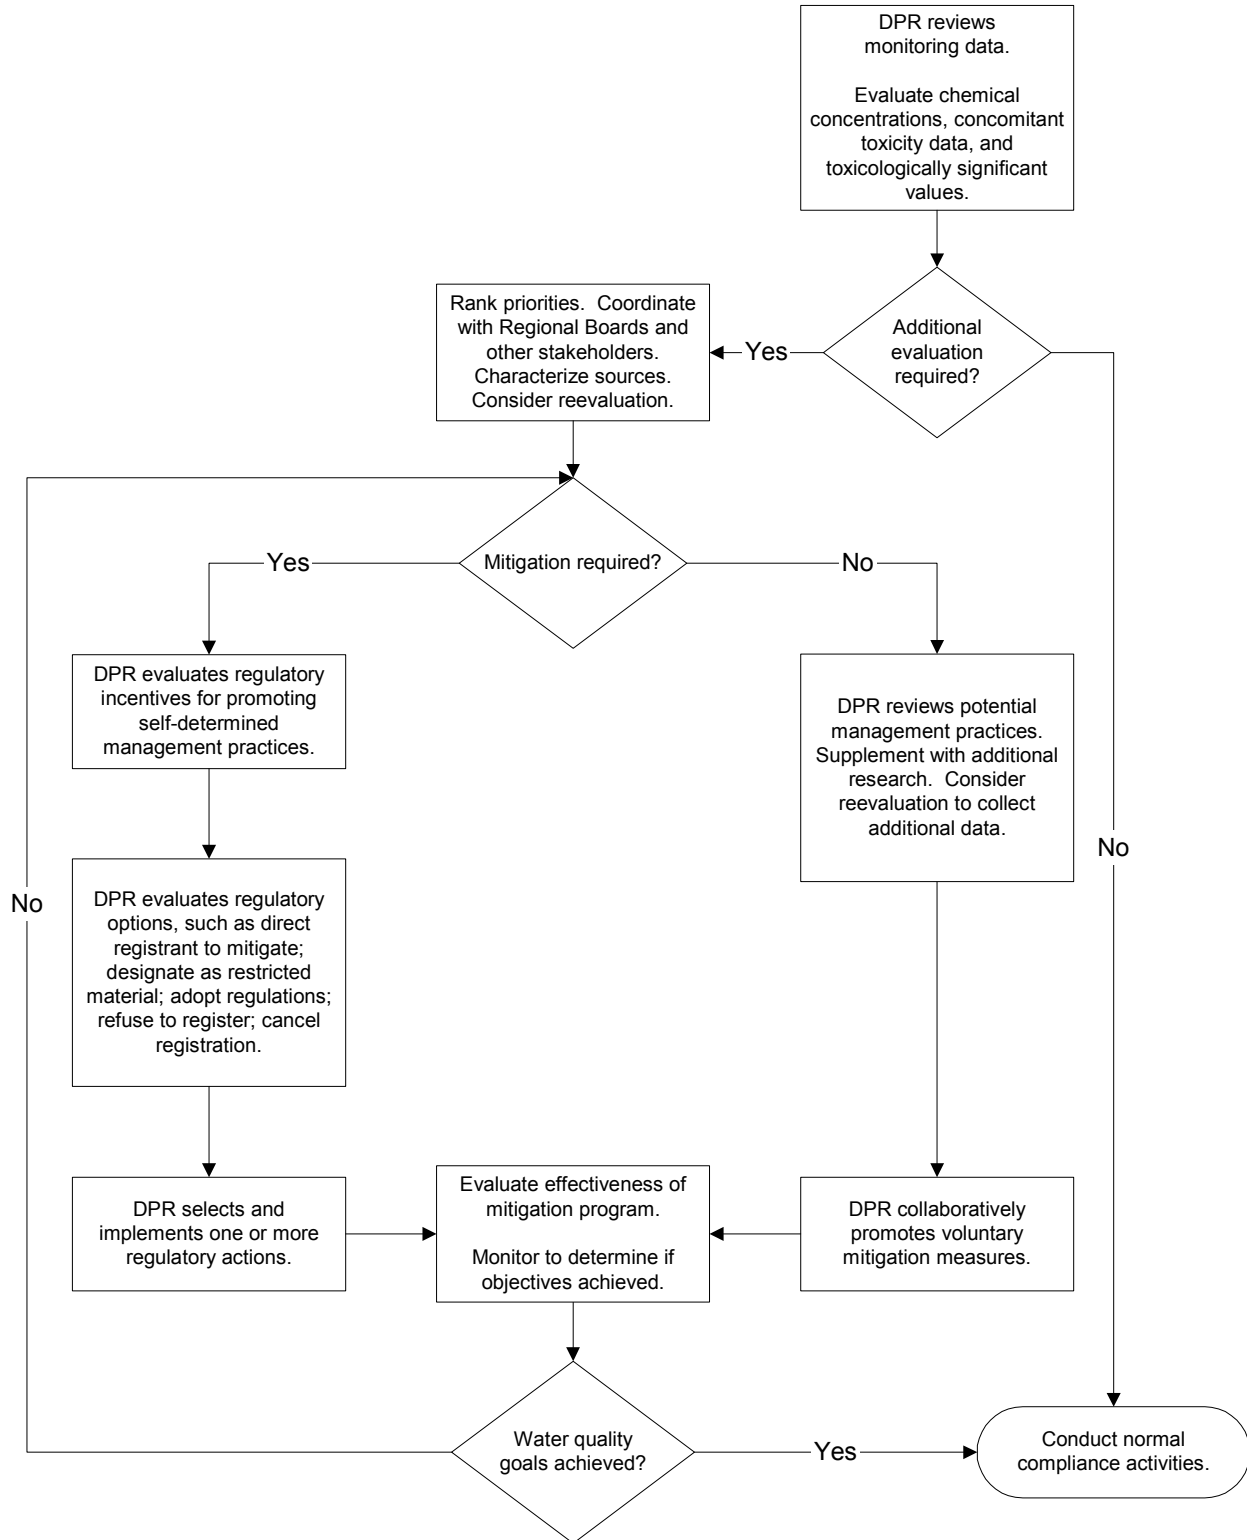 DPR reviews
monitoring data.
Evaluate chemical
concentrations, concomitant
toxicity data, and
toxicologically significant
values.
Additional
evaluation
required?
Yes
Rank priorities.  Coordinate
with Regional Boards and
other stakeholders.
Characterize sources.
Consider reevaluation.
Mitigation required?
Yes
No
DPR evaluates regulatory
incentives for promoting
self-determined
management practices.
DPR reviews potential
management practices.
Supplement with additional
research.  Consider
reevaluation to collect
additional data.
No
No
DPR evaluates regulatory
options, such as direct
registrant to mitigate;
designate as restricted
material; adopt regulations;
refuse to register; cancel
registration.
DPR selects and
implements one or more
regulatory actions.
Evaluate effectiveness of
mitigation program.
Monitor to determine if
objectives achieved.
DPR collaboratively
promotes voluntary
mitigation measures.
Water quality
goals achieved?
Yes
Conduct normal
compliance activities.